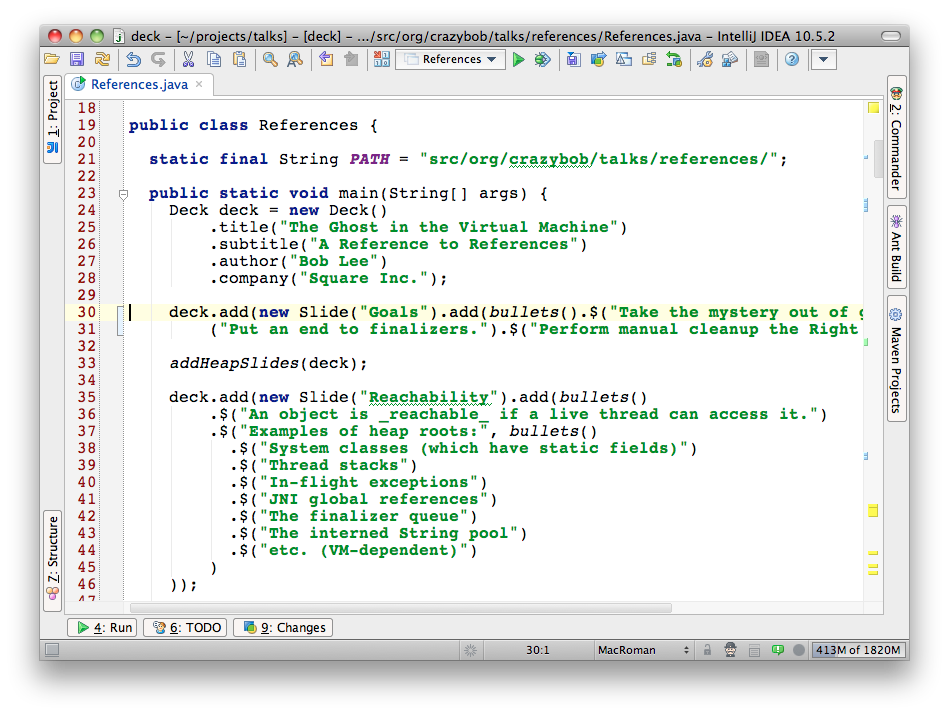 deck – [~/projects/talks] – [deck] – .../src/org/crazybob/talks/references/References.java – IntelliJ IDEA 10.5.2
References
References.java
1: Project
Z: Structure
2: Commander
Ant Build
Maven Projects
18
19 public class References {
20
21 static final String PATH = "src/org/crazybob/talks/references/";
22
23 public static void main(String[] args) {
24 Deck deck = new Deck()
25 .title("The Ghost in the Virtual Machine")
26 .subtitle("A Reference to References")
27 .author("Bob Lee")
28 .company("Square Inc.");
29
30 deck.add(new Slide("Goals").add(bullets().$("Take the mystery out of
31 ("Put an end to finalizers.").$("Perform manual cleanup the Right
32
33 addHeapSlides(deck);
34
35 deck.add(new Slide("Reachability").add(bullets()
36 .$("An object is _reachable_ if a live thread can access it.")
37 .$("Examples of heap roots:", bullets()
38 .$("System classes (which have static fields)")
39 .$("Thread stacks")
40 .$("In-flight exceptions")
41 .$("JNI global references")
42 .$("The finalizer queue")
43 .$("The interned String pool")
44 .$("etc. (VM-dependent)")
45 )
46 ));
47
4: Run 6: TODO 9: Changes
30:1 MacRoman 413M of 1820M